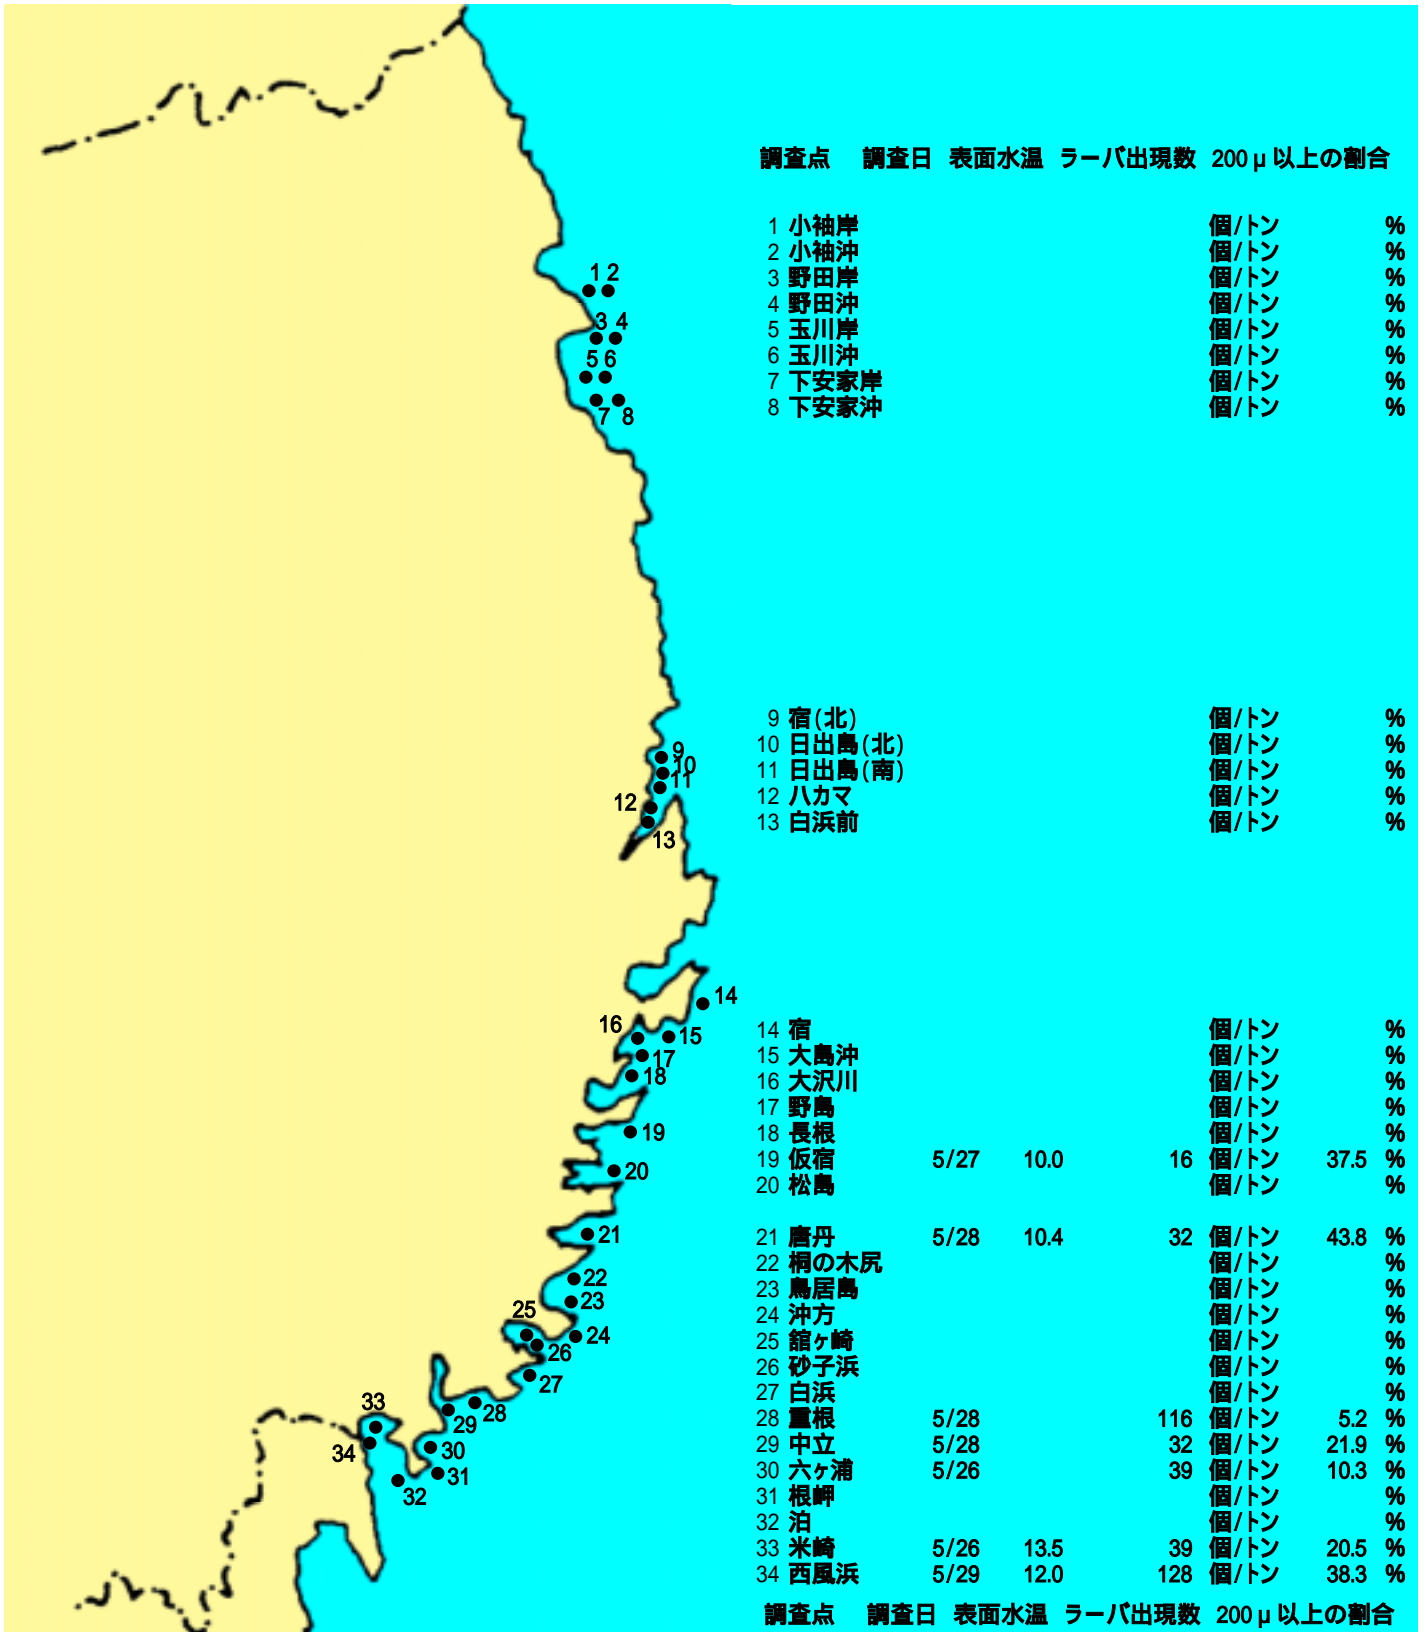 調査点 調査日 表面水温 ラーバ出現数 200μ以上の割合
1 小袖岸 個/トン %
2 小袖沖 個/トン %
3 野田岸 個/トン %
4 野田沖 個/トン %
5 玉川岸 個/トン %
6 玉川沖 個/トン %
7 下安家岸 個/トン %
8 下安家沖 個/トン %
9 宿(北) 個/トン %
10 日出島(北) 個/トン %
11 日出島(南) 個/トン %
12 ハカマ 個/トン %
13 白浜前 個/トン %
14 宿 個/トン %
15 大島沖 個/トン %
16 大沢川 個/トン %
17 野島 個/トン %
18 長根 個/トン %
19 仮宿 5/27 10.0 16 個/トン 37.5 %
20 松島 個/トン %
21 唐丹 5/28 10.4 32 個/トン 43.8 %
22 桐の木尻 個/トン %
23 鳥居島 個/トン %
24 沖方 個/トン %
25 舘ヶ崎 個/トン %
26 砂子浜 個/トン %
27 白浜 個/トン %
28 重根 5/28 116 個/トン 5.2 %
29 中立 5/28 32 個/トン 21.9 %
30 六ヶ浦 5/26 39 個/トン 10.3 %
31 根岬 個/トン %
32 泊 個/トン %
33 米崎 5/26 13.5 39 個/トン 20.5 %
34 西風浜 5/29 12.0 128 個/トン 38.3 %
調査点 調査日 表面水温 ラーバ出現数 200μ以上の割合
1 2
3 4
5 6
7 8
9
10
11
12
13
14
16
15
17
18
19
20
21
22
23
25
24
26
27
33
28
29
34
30
31
32